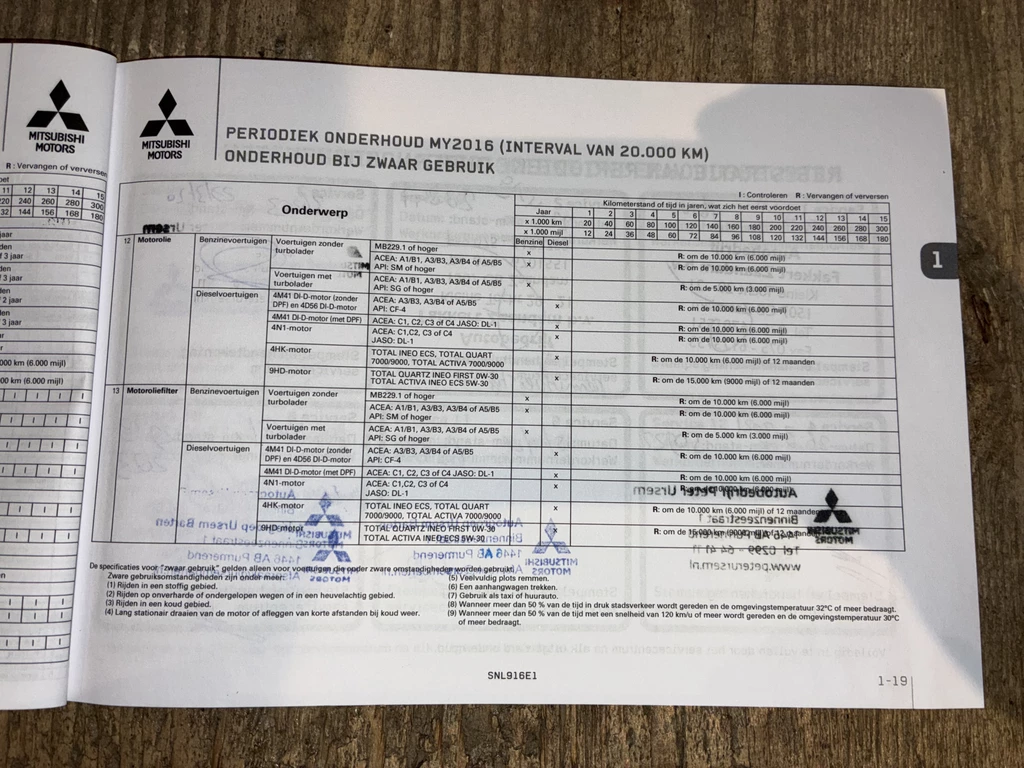 MITSUBISHI
MOTORS
R : Vervangen of verversen
11 12 13 14 15
220 240 260 280 300
132 144 156 168 180
MITSUBISHI
MOTORS
PERIODIEK ONDERHOUD MY2016 (INTERVAL VAN 20.000 KM)
ONDERHOUD BIJ ZWAAR GEBRUIK
I : Controleren R : Vervangen of verversen
Onderwerp
Kilometerstand of tijd in jaren, wat zich het eerst voordoet
Jaar 1 2 3 4 5 6 7 8 9 10 11 12 13 14 15
x 1.000 km 20 40 60 80 100 120 140 160 180 200 220 240 260 280 300
x 1.000 mijl 12 24 36 48 60 72 84 96 108 120 132 144 156 168 180
Benzine Diesel
12 Motorolie Benzinevoertuigen Voertuigen zonder turbolader MB229.1 of hoger x R: om de 10.000 km (6.000 mijl)
ACEA: A1/B1, A3/B3, A3/B4 of A5/B5
API: SM of hoger x R: om de 10.000 km (6.000 mijl)
Voertuigen met turbolader ACEA: A1/B1, A3/B3, A3/B4 of A5/B5
API: SG of hoger x R: om de 5.000 km (3.000 mijl)
Dieselvoertuigen 4M41 DI-D-motor (zonder DPF) en 4D56 DI-D-motor ACEA: A3/B3, A3/B4 of A5/B5
API: CF-4 x R: om de 10.000 km (6.000 mijl)
4M41 DI-D-motor (met DPF) ACEA: C1, C2, C3 of C4 JASO: DL-1 x R: om de 10.000 km (6.000 mijl)
4N1-motor ACEA: C1,C2, C3 of C4
JASO: DL-1 x R: om de 10.000 km (6.000 mijl)
4HK-motor TOTAL INEO ECS, TOTAL QUART
7000/9000, TOTAL ACTIVA 7000/9000 x R: om de 10.000 km (6.000 mijl) of 12 maanden
9HD-motor TOTAL QUARTZ INEO FIRST 0W-30
TOTAL ACTIVA INEO ECS 5W-30 x R: om de 15.000 km (9000 mijl) of 12 maanden
13 Motoroliefilter Benzinevoertuigen Voertuigen zonder turbolader MB229.1 of hoger x R: om de 10.000 km (6.000 mijl)
ACEA: A1/B1, A3/B3, A3/B4 of A5/B5
API: SM of hoger x R: om de 10.000 km (6.000 mijl)
Voertuigen met turbolader ACEA: A1/B1, A3/B3, A3/B4 of A5/B5
API: SG of hoger x R: om de 5.000 km (3.000 mijl)
Dieselvoertuigen 4M41 DI-D-motor (zonder DPF) en 4D56 DI-D-motor ACEA: A3/B3, A3/B4 of A5/B5
API: CF-4 x R: om de 10.000 km (6.000 mijl)
4M41 DI-D-motor (met DPF) ACEA: C1, C2, C3 of C4 JASO: DL-1 x
4N1-motor ACEA: C1,C2, C3 of C4
JASO: DL-1 x
4HK-motor TOTAL INEO ECS, TOTAL QUART
7000/9000, TOTAL ACTIVA 7000/9000 x R: om de 10.000 km (6.000 mijl) of 12 maanden
9HD-motor TOTAL QUARTZ INEO FIRST 0W-30
TOTAL ACTIVA INEO ECS 5W-30 x
De specificaties voor "zwaar gebruik" gelden alleen voor voertuigen die onder zware omstandigheden worden gebruikt.
Zware gebruiksomstandigheden zijn onder meer:
(1) Rijden in een stoffig gebied.
(2) Rijden op onverharde of ondergelopen wegen of in een heuvelachtig gebied.
(3) Rijden in een koud gebied.
(4) Lang stationair draaien van de motor of afleggen van korte afstanden bij koud weer.
(5) Veelvuldig plots remmen.
(6) Een aanhangwagen trekken.
(7) Gebruik als taxi of huurauto.
(8) Wanneer meer dan 50 % van de tijd in druk stadsverkeer wordt gereden en de omgevingstemperatuur 32°C of meer bedraagt.
(9) Wanneer meer dan 50 % van de tijd met een snelheid van 120 km/u of meer wordt gereden en de omgevingstemperatuur 30°C
of meer bedraagt.
1
SNL916E1
1-19